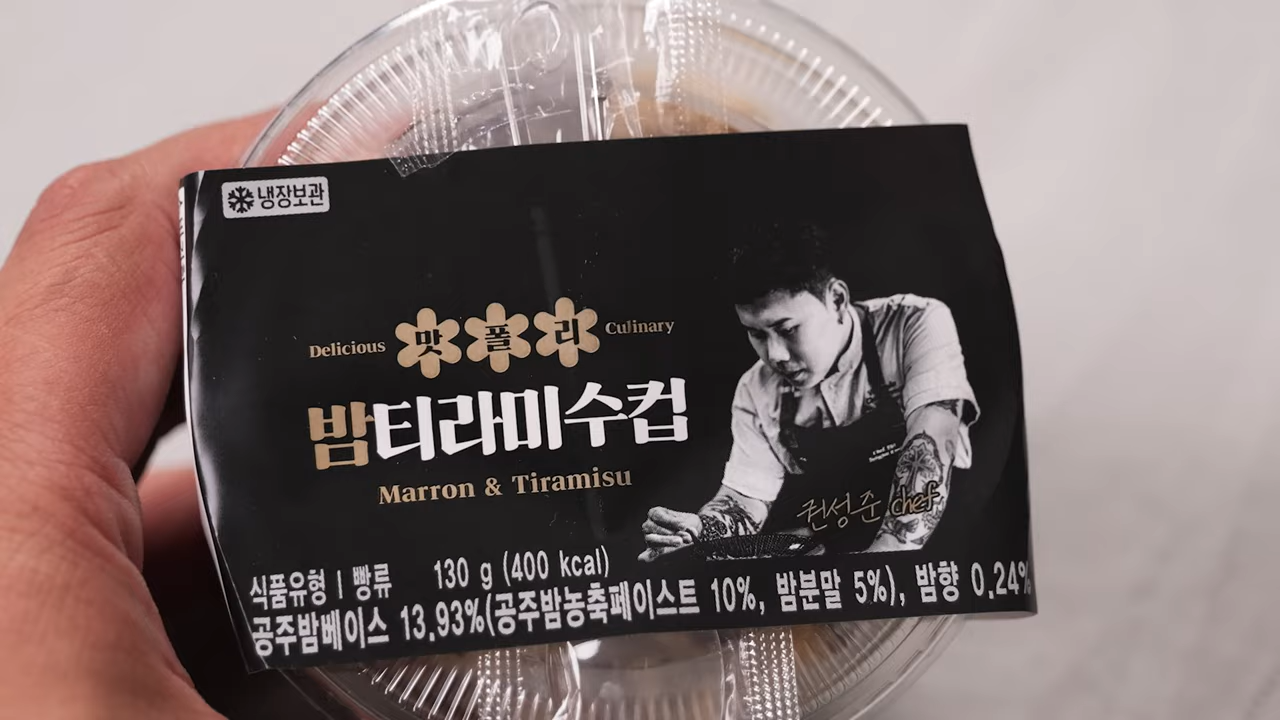 냉장보관
Delicious 맛폴리 Culinary
밤티라미수컵
Marron & Tiramisu
권성준 chef
식품유형 | 빵류 130 g (400 kcal)
공주밤베이스 13.93%(공주밤농축페이스트 10%, 밤분말 5%), 밤향 0.24%